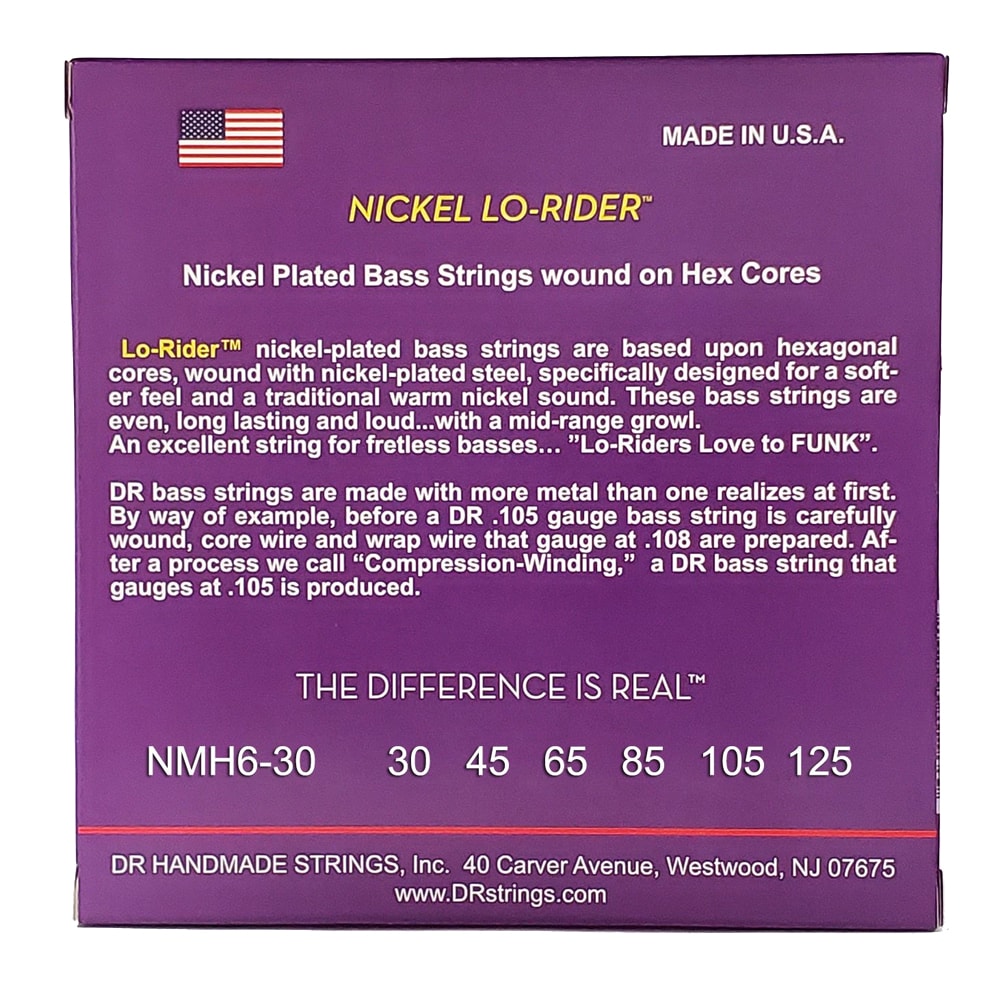 MADE IN U.S.A.
NICKEL LO-RIDER™
Nickel Plated Bass Strings wound on Hex Cores
Lo-Rider™ nickel-plated bass strings are based upon hexagonal
cores, wound with nickel-plated steel, specifically designed for a soft-
er feel and a traditional warm nickel sound. These bass strings are
even, long lasting and loud...with a mid-range growl.
An excellent string for fretless basses... ”Lo-Riders Love to FUNK”.
DR bass strings are made with more metal than one realizes at first.
By way of example, before a DR .105 gauge bass string is carefully
wound, core wire and wrap wire that gauge at .108 are prepared. Af-
ter a process we call “Compression-Winding,” a DR bass string that
gauges at .105 is produced.
THE DIFFERENCE IS REAL™
NMH6-30 30 45 65 85 105 125
DR HANDMADE STRINGS, Inc. 40 Carver Avenue, Westwood, NJ 07675
www.DRstrings.com